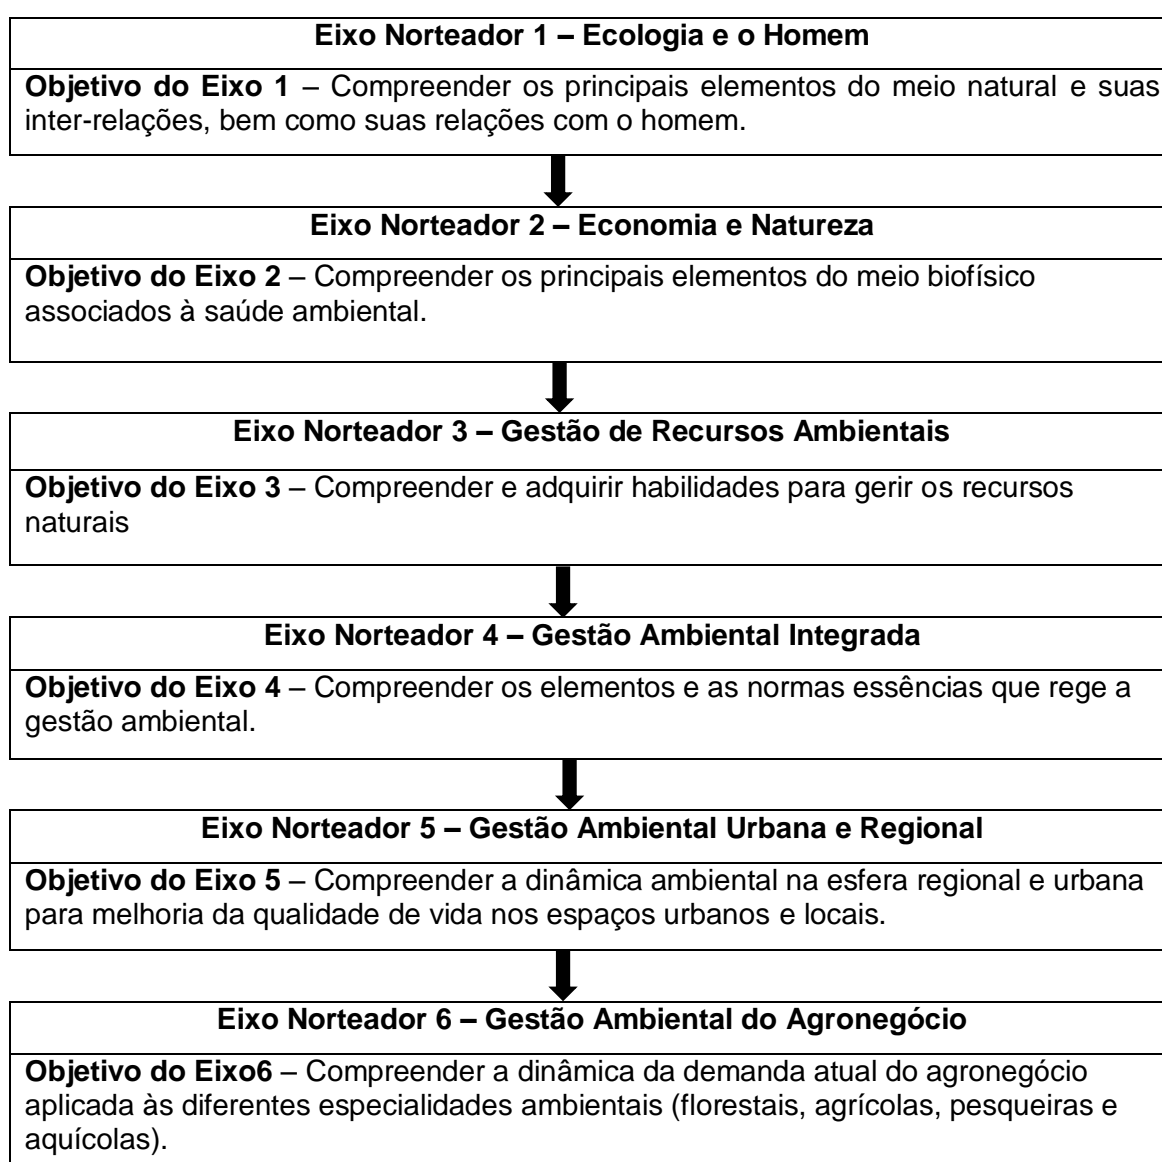 Eixo Norteador 1 – Ecologia e o Homem
Objetivo do Eixo 1 – Compreender os principais elementos do meio natural e suas
inter-relações, bem como suas relações com o homem.
Eixo Norteador 2 – Economia e Natureza
Objetivo do Eixo 2 – Compreender os principais elementos do meio biofísico
associados à saúde ambiental.
Eixo Norteador 3 – Gestão de Recursos Ambientais
Objetivo do Eixo 3 – Compreender e adquirir habilidades para gerir os recursos
naturais
Eixo Norteador 4 – Gestão Ambiental Integrada
Objetivo do Eixo 4 – Compreender os elementos e as normas essências que rege a
gestão ambiental.
Eixo Norteador 5 – Gestão Ambiental Urbana e Regional
Objetivo do Eixo 5 – Compreender a dinâmica ambiental na esfera regional e urbana
para melhoria da qualidade de vida nos espaços urbanos e locais.
Eixo Norteador 6 – Gestão Ambiental do Agronegócio
Objetivo do Eixo6 – Compreender a dinâmica da demanda atual do agronegócio
aplicada às diferentes especialidades ambientais (florestais, agrícolas, pesqueiras e
aquícolas).